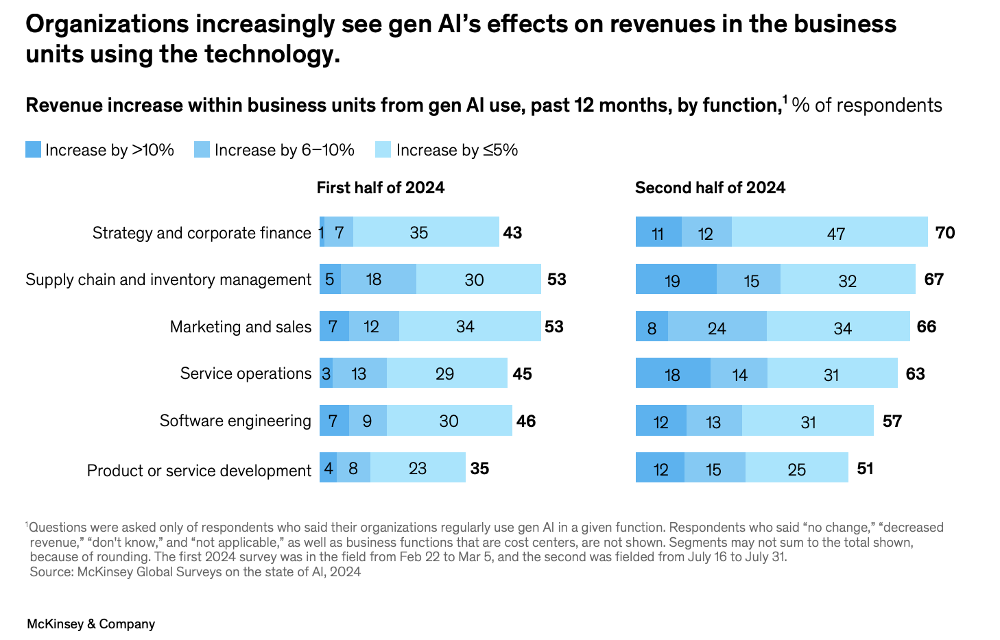 Organizations increasingly see gen AI’s effects on revenues in the business
units using the technology.
Revenue increase within business units from gen AI use, past 12 months, by function,¹ % of respondents
Increase by >10% Increase by 6–10% Increase by ≤5%
First half of 2024 Second half of 2024
Strategy and corporate finance 1 7 35 43 11 12 47 70
Supply chain and inventory management 5 18 30 53 19 15 32 67
Marketing and sales 7 12 34 53 8 24 34 66
Service operations 3 13 29 45 18 14 31 63
Software engineering 7 9 30 46 12 13 31 57
Product or service development 4 8 23 35 12 15 25 51
¹Questions were asked only of respondents who said their organizations regularly use gen AI in a given function. Respondents who said “no change,” “decreased
revenue,” “don't know,” and “not applicable,” as well as business functions that are cost centers, are not shown. Segments may not sum to the total shown,
because of rounding. The first 2024 survey was in the field from Feb 22 to Mar 5, and the second was fielded from July 16 to July 31.
Source: McKinsey Global Surveys on the state of AI, 2024
McKinsey & Company